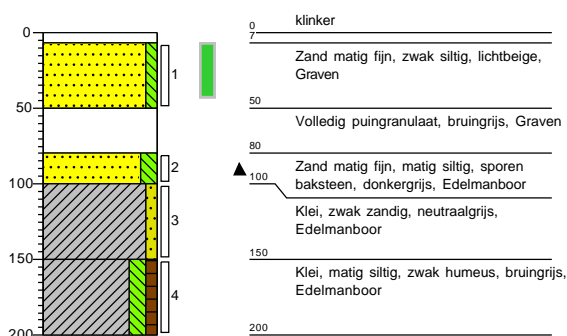 0
50
100
150
200
1
2
3
4
0
klinker
7
Zand matig fijn, zwak siltig, lichtbeige,
Graven
50
Volledig puingranulaat, bruingrijs, Graven
80
Zand matig fijn, matig siltig, sporen
baksteen, donkergrijs, Edelmanboor
100
Klei, zwak zandig, neutraalgrijs,
Edelmanboor
150
Klei, matig siltig, zwak humeus, bruingrijs,
Edelmanboor
200